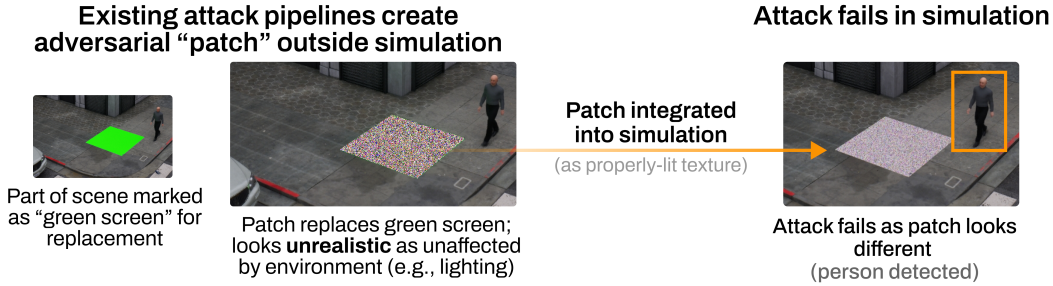 Existing attack pipelines create
adversarial “patch” outside simulation
Attack fails in simulation
Part of scene marked
as “green screen” for
replacement
Patch replaces green screen;
looks unrealistic as unaffected
by environment (e.g., lighting)
Patch integrated
into simulation
(as properly-lit texture)
Attack fails as patch looks
different
(person detected)